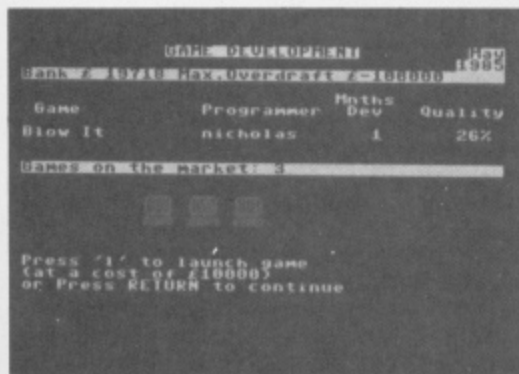 GAME DEVELOPMENT
May
1985
Bank £ 19710 Max.Overdraft £-100000
Mnths
Game Programmer Dev Quality
Blow It nicholas 1 26%
Games on the market: 3
Press '1' to launch game
(at a cost of £10000)
or Press RETURN to continue